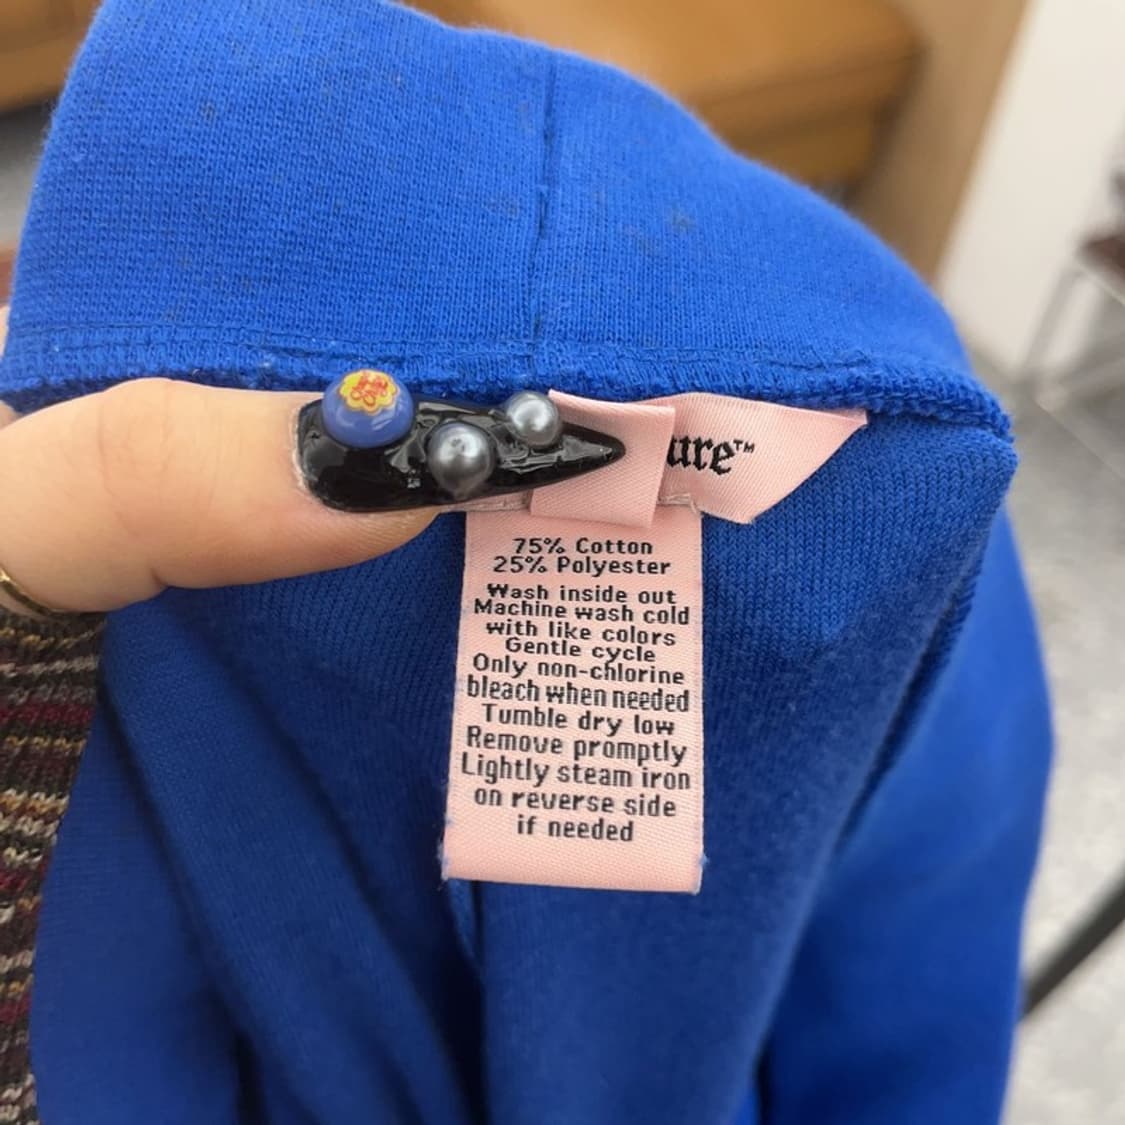 ure™
75% Cotton
25% Polyester
Wash inside out
Machine wash cold
with like colors
Gentle cycle
Only non-chlorine
bleach when needed
Tumble dry low
Remove promptly
Lightly steam iron
on reverse side
if needed